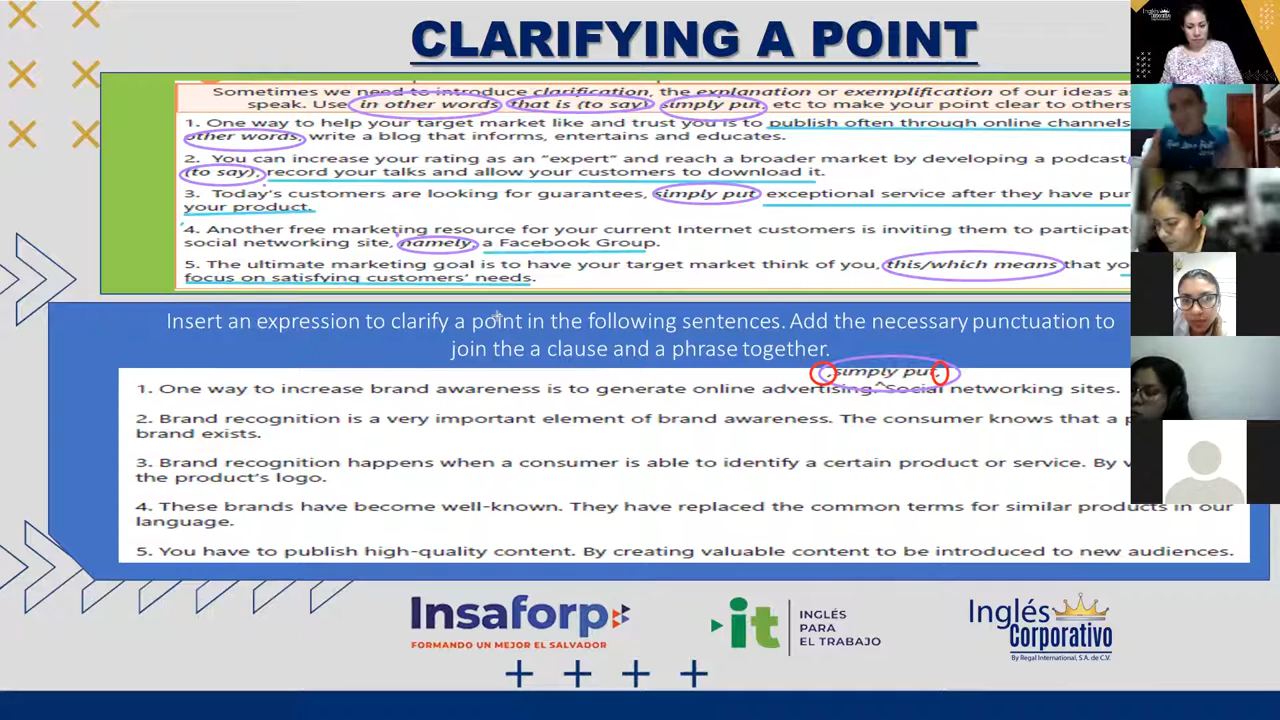 CLARIFYING A POINT
Sometimes we need to introduce clarification, the explanation or exemplification of our ideas as
speak. Use in other words that is (to say), simply put, etc to make your point clear to others
1. One way to help your target market like and trust you is to publish often through online channels
other words, write a blog that informs, entertains and educates.
2. You can increase your rating as an "expert" and reach a broader market by developing a podcast,
(to say), record your talks and allow your customers to download it.
3. Today's customers are looking for guarantees, simply put exceptional service after they have pur
your product.
4. Another free marketing resource for your current Internet customers is inviting them to participat
social networking site, namely, a Facebook Group.
5. The ultimate marketing goal is to have your target market think of you, this/which means that yo
focus on satisfying customers' needs.
Insert an expression to clarify a point in the following sentences. Add the necessary punctuation to
join the a clause and a phrase together.
, simply put,
1. One way to increase brand awareness is to generate online advertising. ^Social networking sites.
2. Brand recognition is a very important element of brand awareness. The consumer knows that a p
brand exists.
3. Brand recognition happens when a consumer is able to identify a certain product or service. By v
the product's logo.
4. These brands have become well-known. They have replaced the common terms for similar products in our
language.
5. You have to publish high-quality content. By creating valuable content to be introduced to new audiences.
Insaforp
FORMANDO UN MEJOR EL SALVADOR
it
INGLÉS
PARA
EL TRABAJO
Inglés
Corporativo
By Regal International, S.A. de C.V.
Inglés
Corporativo